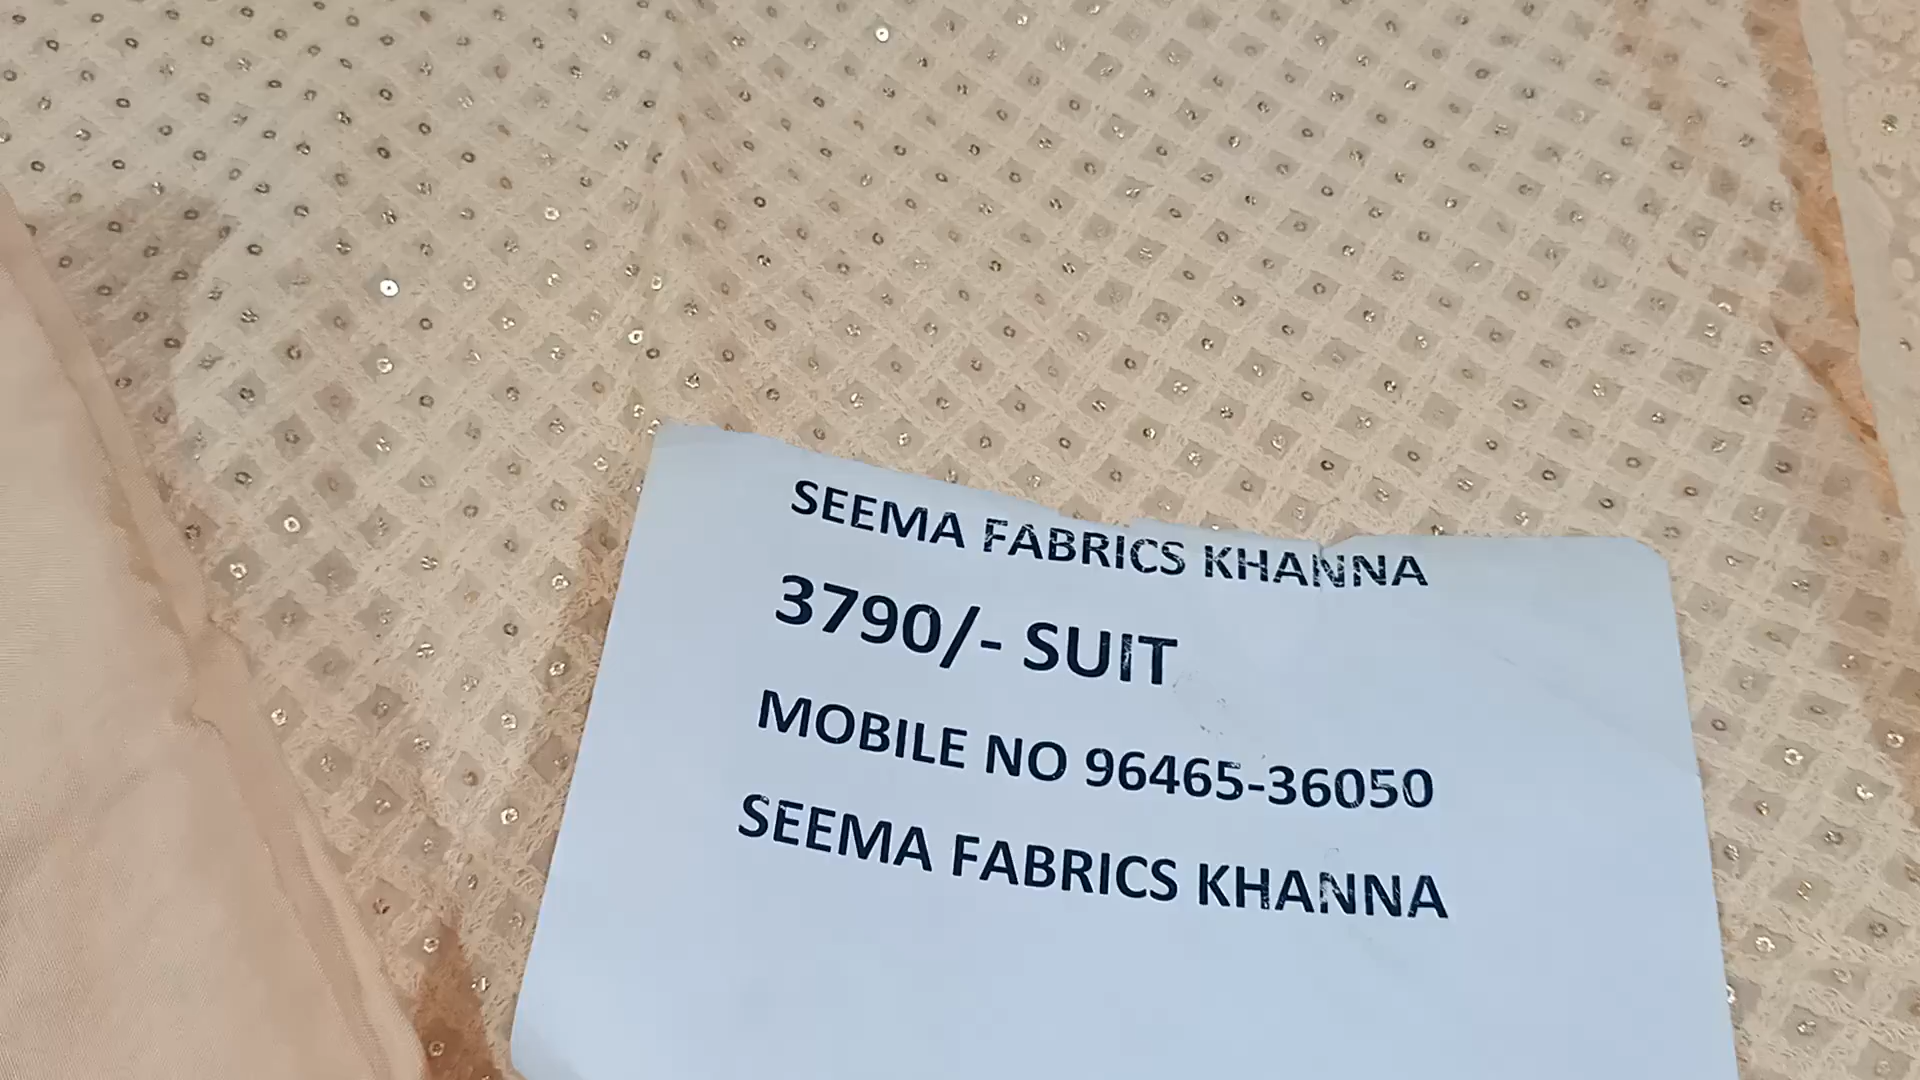 SEEMA FABRICS KHANNA
3790/- SUIT
MOBILE NO 96465-36050
SEEMA FABRICS KHANNA